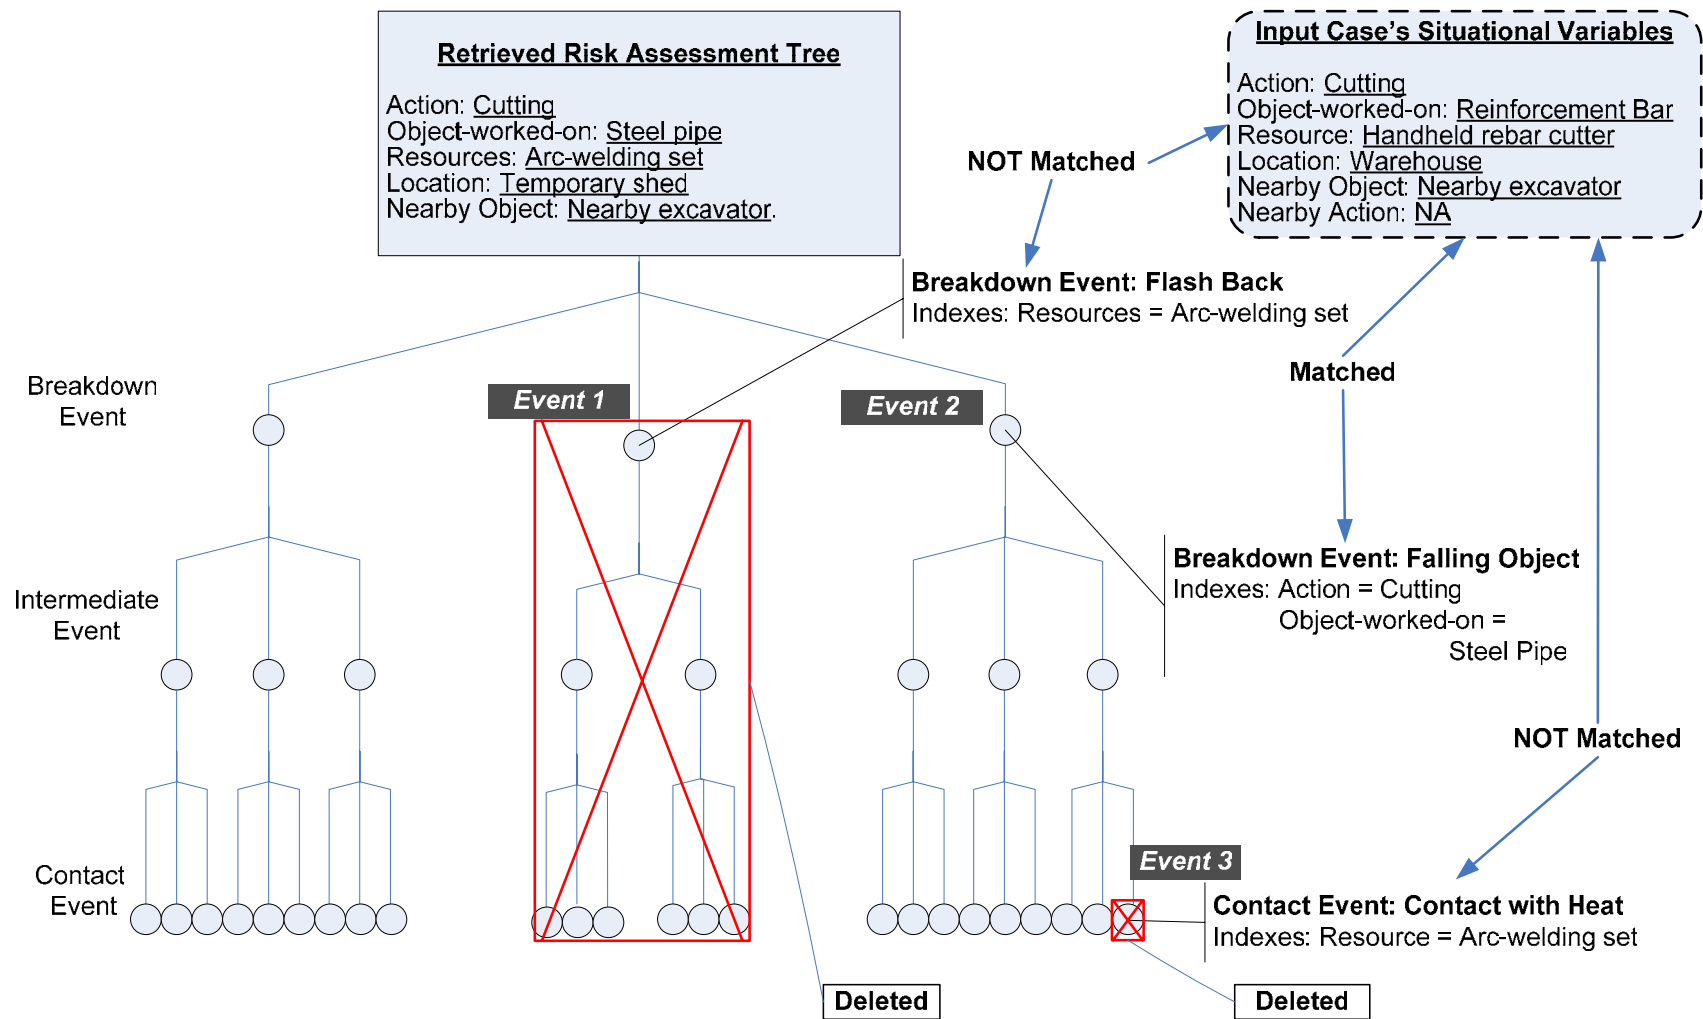 Retrieved Risk Assessment Tree
Action: Cutting
Object-worked-on: Steel pipe
Resources: Arc-welding set
Location: Temporary shed
Nearby Object: Nearby excavator.
Input Case's Situational Variables
Action: Cutting
Object-worked-on: Reinforcement Bar
Resource: Handheld rebar cutter
Location: Warehouse
Nearby Object: Nearby excavator
Nearby Action: NA
NOT Matched
Breakdown Event: Flash Back
Indexes: Resources = Arc-welding set
Matched
Breakdown
Event
Event 1
Event 2
Breakdown Event: Falling Object
Indexes: Action = Cutting
Object-worked-on =
Steel Pipe
Intermediate
Event
NOT Matched
Contact
Event
Event 3
Contact Event: Contact with Heat
Indexes: Resource = Arc-welding set
Deleted
Deleted